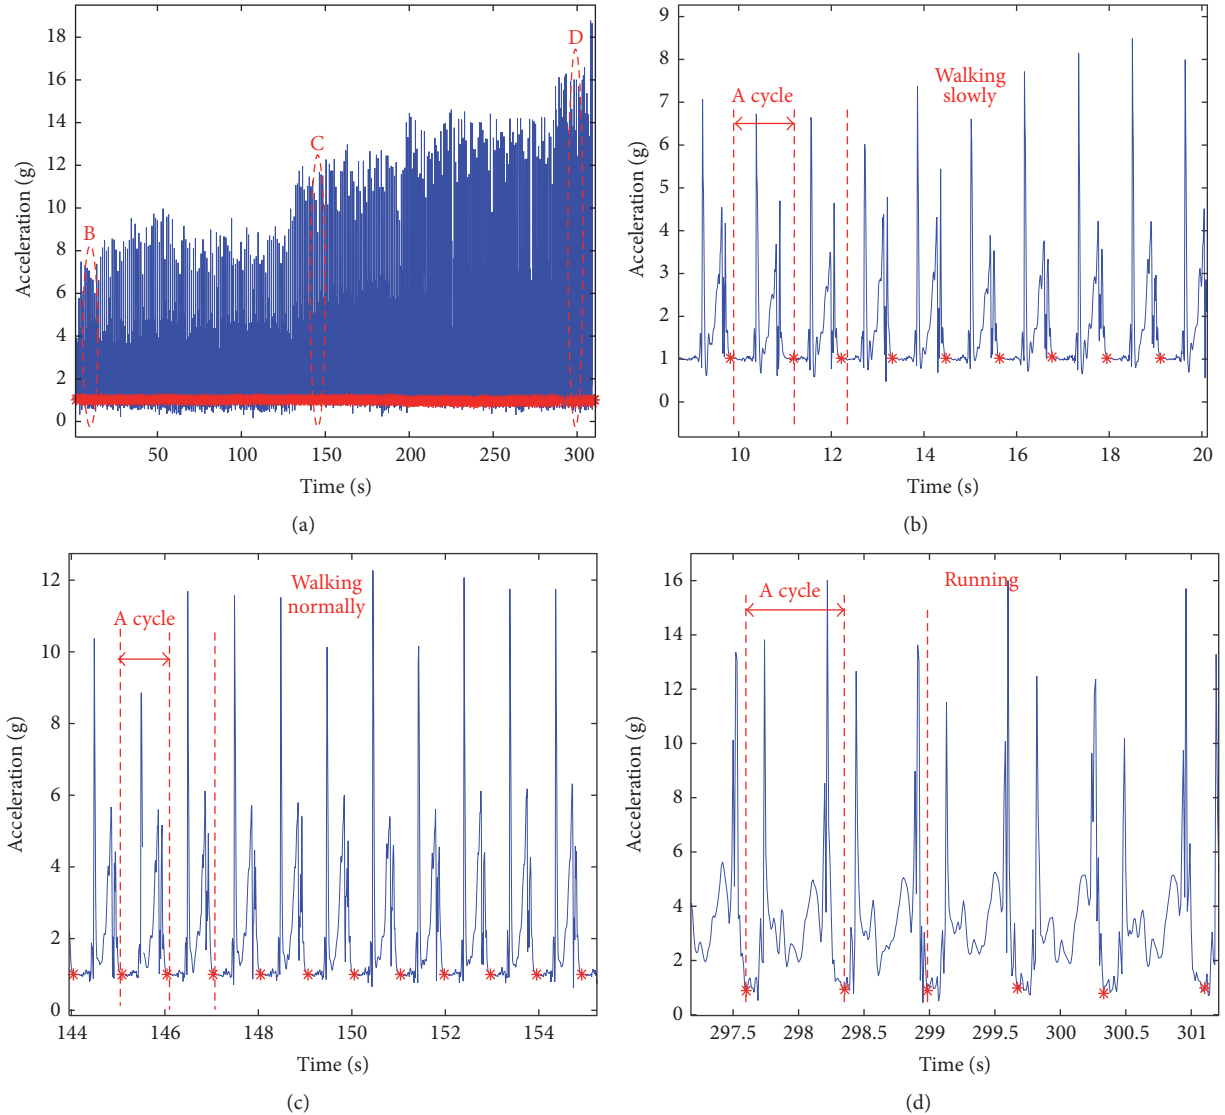 18
16
14
12
10
8
6
4
2
0
Acceleration (g)
B
C
D
50
100
150
200
250
300
Time (s)
(a)
9
8
7
6
5
4
3
2
1
0
Acceleration (g)
A cycle
Walking
slowly
10
12
14
16
18
20
Time (s)
(b)
12
10
8
6
4
2
0
Acceleration (g)
A cycle
Walking
normally
144
146
148
150
152
154
Time (s)
(c)
16
14
12
10
8
6
4
2
0
Acceleration (g)
A cycle
Running
297.5
298
298.5
299
299.5
300
300.5
301
Time (s)
(d)